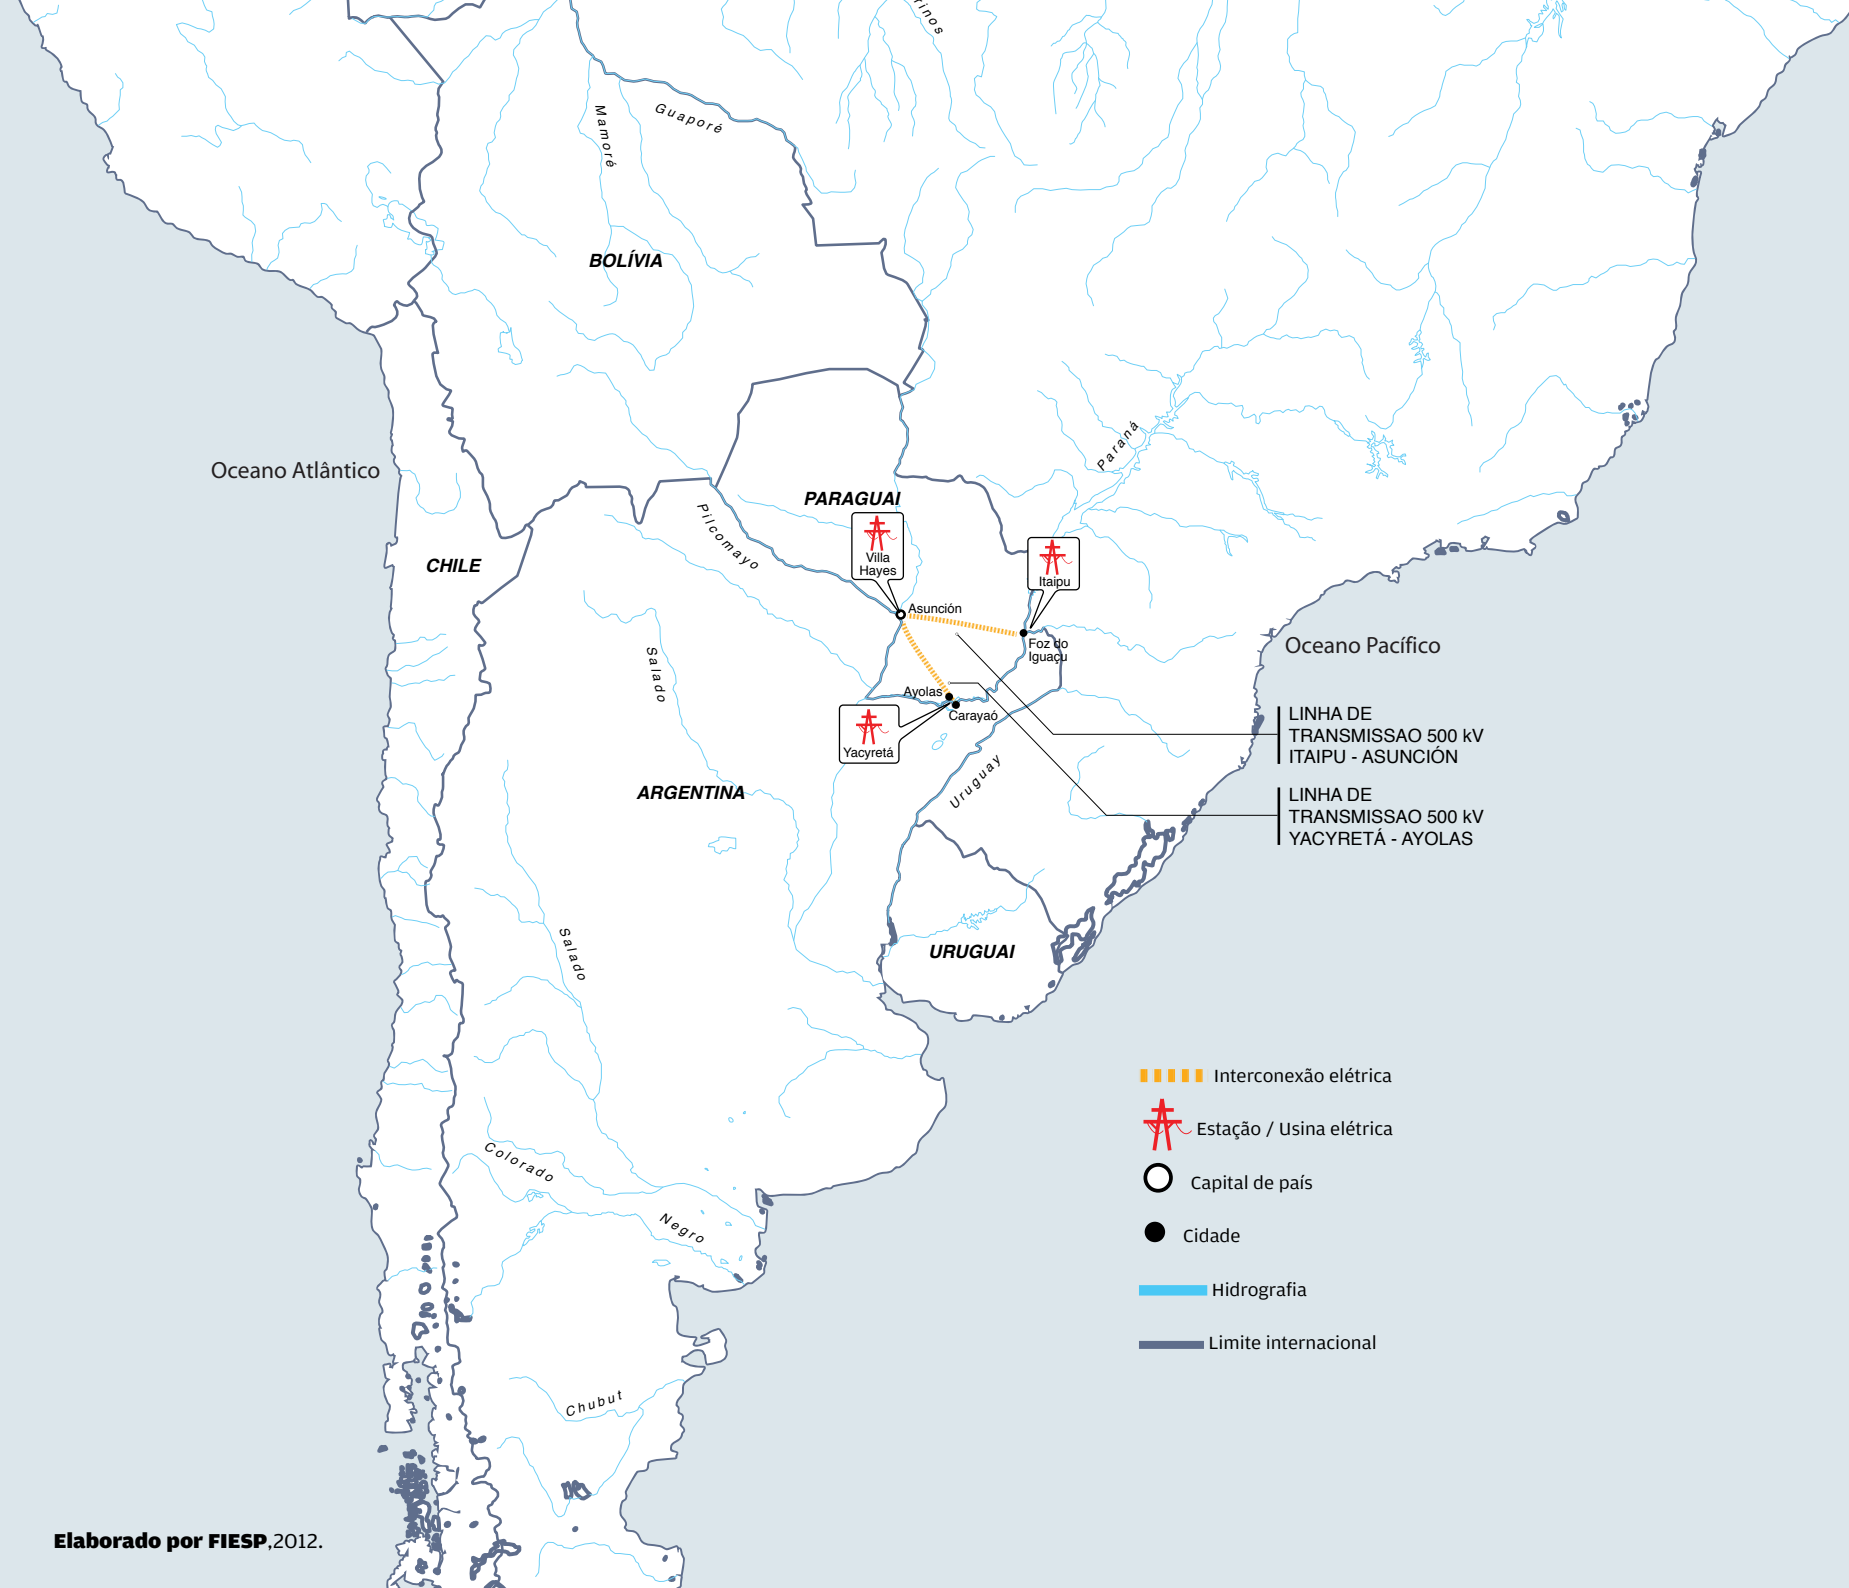 rinos
Guaporé
Mamoré
BOLÍVIA
Paraná
Oceano Atlântico
PARAGUAI
Pilcomayo
Villa
Hayes
Itaipu
CHILE
Asunción
Foz do
Iguaçu
Oceano Pacífico
Salado
Ayolas
Carayaó
Yacyretá
LINHA DE
TRANSMISSAO 500 kV
ITAIPU - ASUNCIÓN
ARGENTINA
Uruguay
LINHA DE
TRANSMISSAO 500 kV
YACYRETÁ - AYOLAS
Salado
URUGUAI
Interconexão elétrica
Estação / Usina elétrica
Colorado
Capital de país
Negro
Cidade
Hidrografia
Limite internacional
Chubut
Elaborado por FIESP,2012.